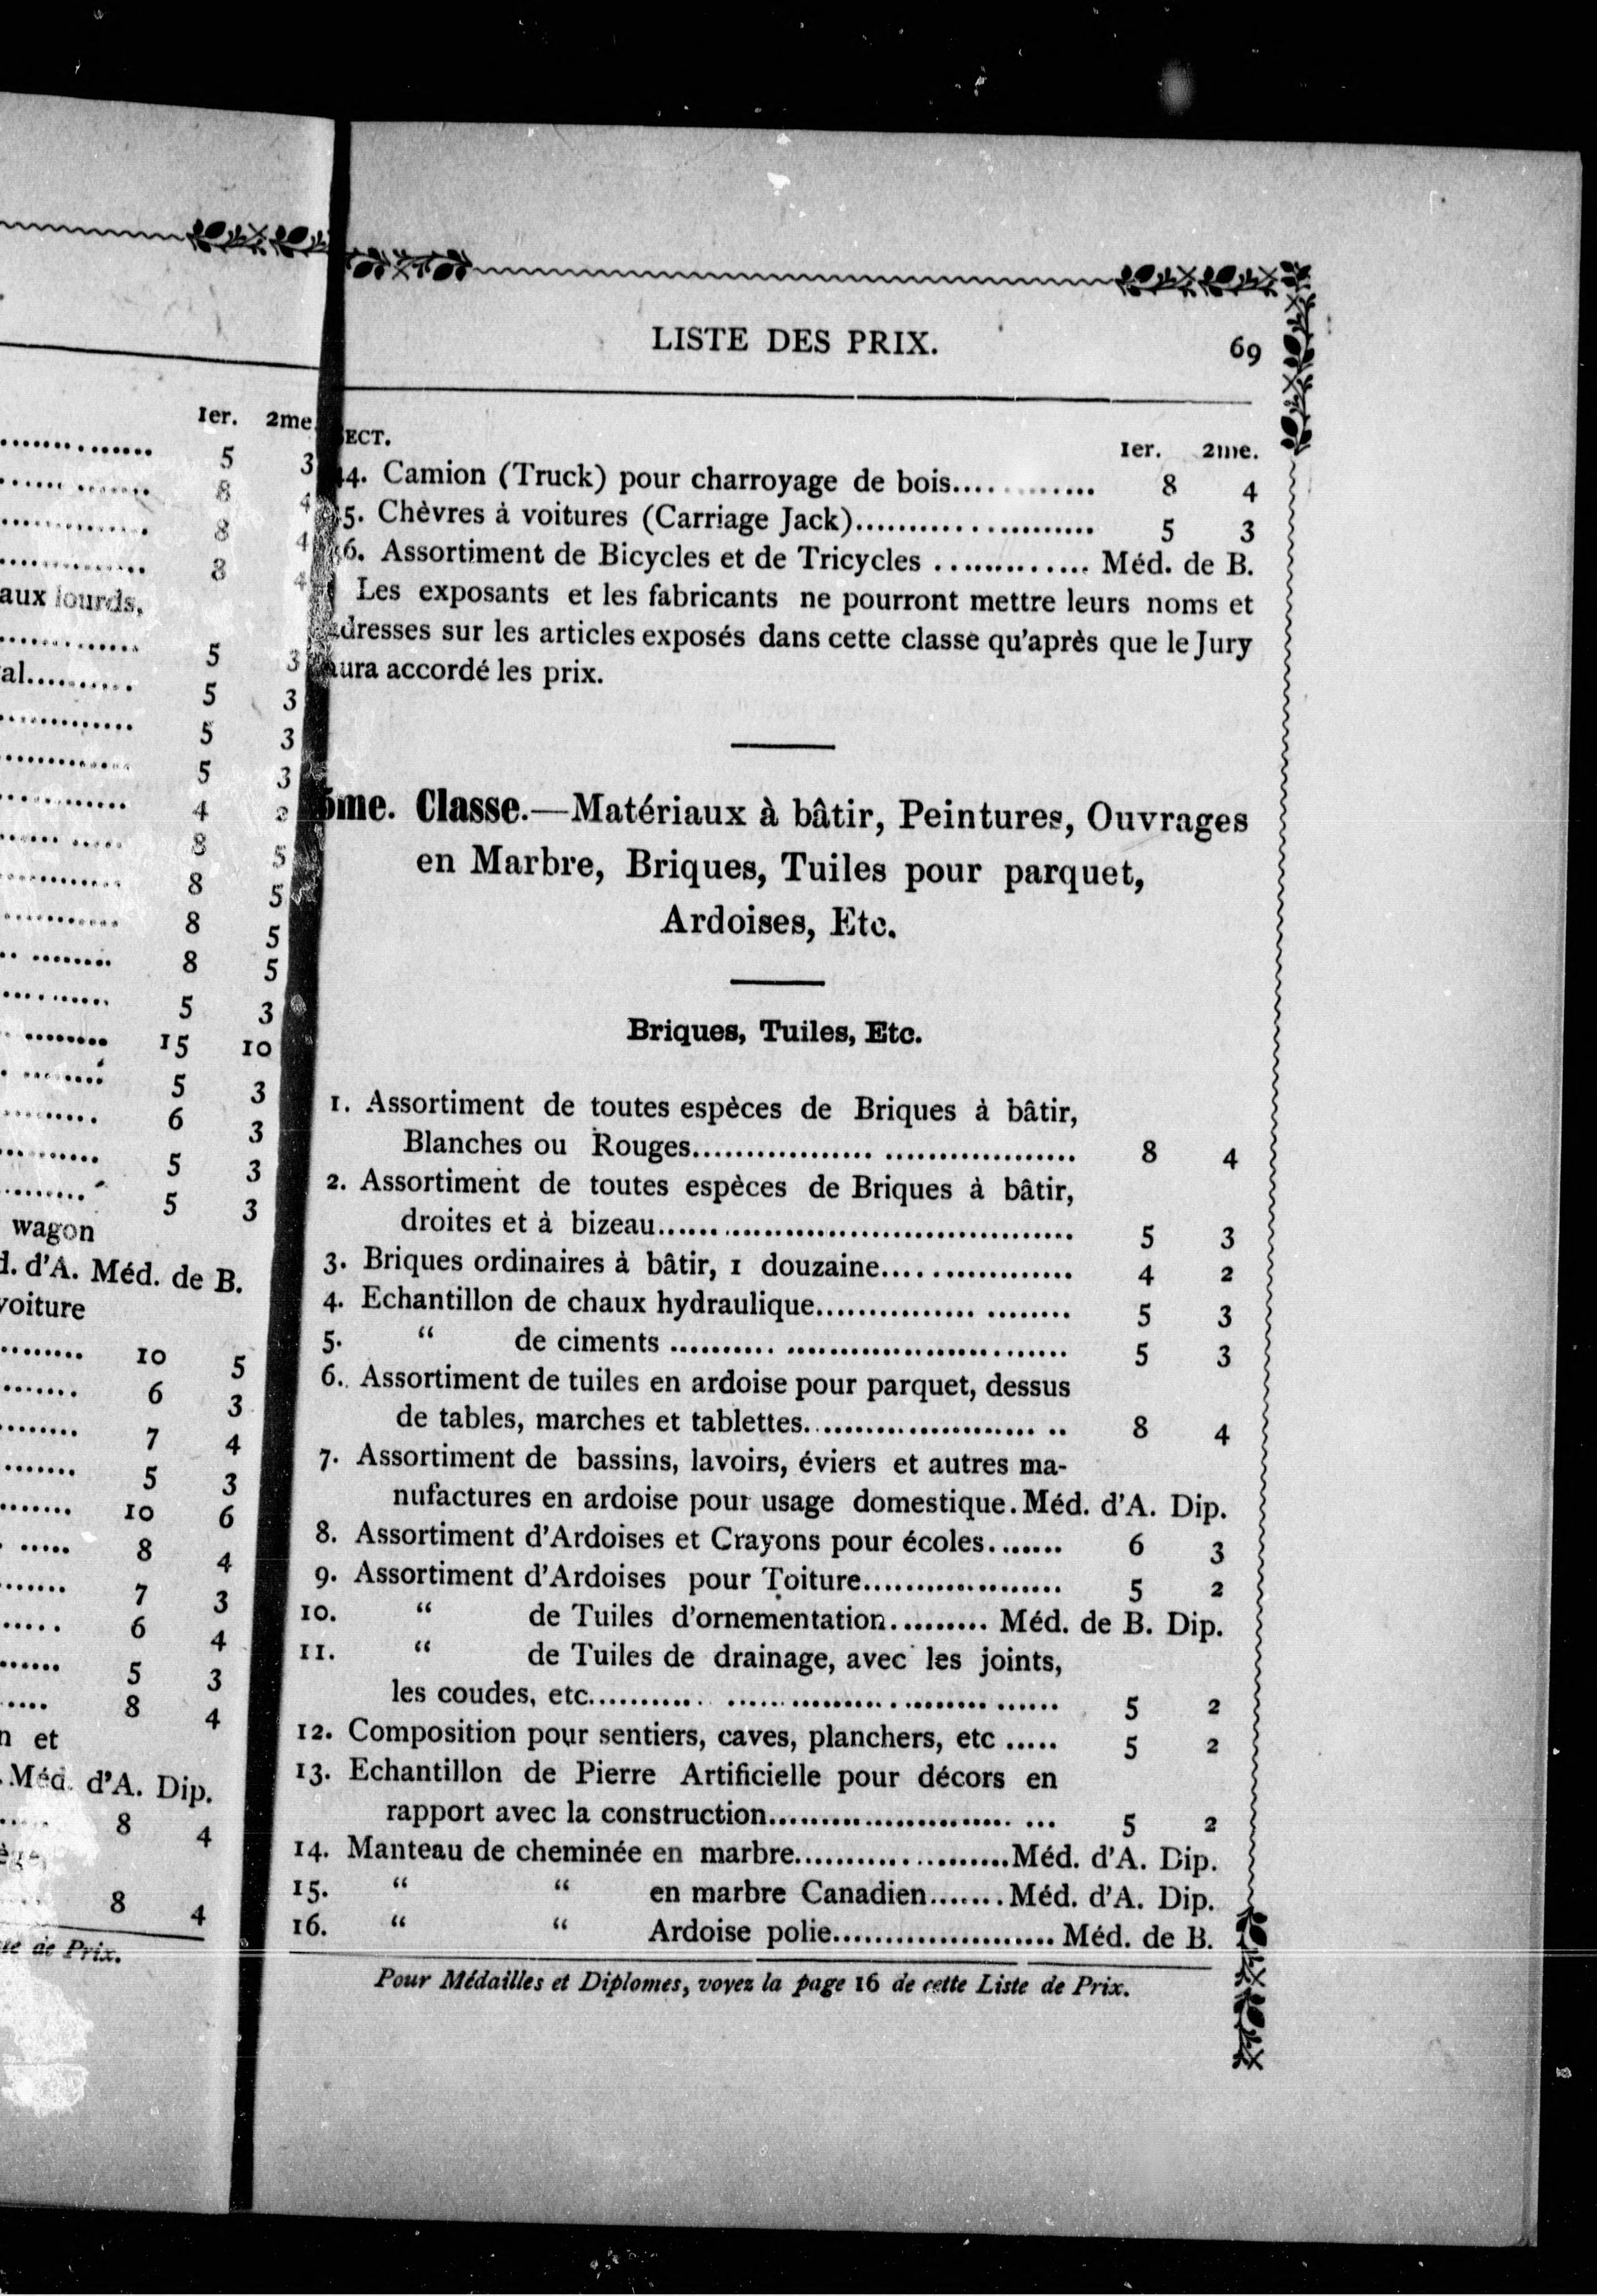 1er. 2me
.............. 5 3
............. 8 4
............. 8 4
............. 8 4
aux lourds,
............. 5 3
al.......... 5 3
............. 5 3
............. 5 3
............ 4 2
...... ..... 8 5
............ 8 5
........... 8 5
.. ........ 8 5
........... 5 3
. ........ 15 10
. ........ 5 3
.......... 6 3
.......... 5 3
......... 5 3
wagon
d'A. Méd. de B.
voiture
......... 10 5
........ 6 3
........ 7 4
........ 5 3
........ 10 6
. ..... 8 4
....... 7 3
..... 6 4
...... 5 3
..... 8 4
et
. Méd. d'A. Dip.
..... 8 4
8 4
de Prix.
LISTE DES PRIX. 69
ECT. 1er. 2me.
4. Camion (Truck) pour charroyage de bois............ 8 4
5. Chèvres à voitures (Carriage Jack)....................... 5 3
6. Assortiment de Bicycles et de Tricycles ............. Méd. de B.
Les exposants et les fabricants ne pourront mettre leurs noms et
adresses sur les articles exposés dans cette classe qu'après que le Jury
aura accordé les prix.
5me. Classe.—Matériaux à bâtir, Peintures, Ouvrages
en Marbre, Briques, Tuiles pour parquet,
Ardoises, Etc.
Briques, Tuiles, Etc.
1. Assortiment de toutes espèces de Briques à bâtir,
Blanches ou Rouges................. .................. 8 4
2. Assortiment de toutes espèces de Briques à bâtir,
droites et à bizeau...... ................................. 5 3
3. Briques ordinaires à bâtir, 1 douzaine.................. 4 2
4. Echantillon de chaux hydraulique............... ........ 5 3
5. “ de ciments .......... ........................... 5 3
6. Assortiment de tuiles en ardoise pour parquet, dessus
de tables, marches et tablettes...................... .. 8 4
7. Assortiment de bassins, lavoirs, éviers et autres ma-
nufactures en ardoise pour usage domestique. Méd. d'A. Dip.
8. Assortiment d'Ardoises et Crayons pour écoles....... 6 3
9. Assortiment d'Ardoises pour Toiture................... 5 2
10. “ de Tuiles d'ornementation......... Méd. de B. Dip.
11. “ de Tuiles de drainage, avec les joints,
les coudes, etc........... ......................... ...... 5 2
12. Composition pour sentiers, caves, planchers, etc ..... 5 2
13. Echantillon de Pierre Artificielle pour décors en
rapport avec la construction....................... ... 5 2
14. Manteau de cheminée en marbre.....................Méd. d'A. Dip.
15. “ “ en marbre Canadien.......Méd. d'A. Dip.
16. “ “ Ardoise polie..................... Méd. de B.
Pour Médailles et Diplomes, voyez la page 16 de cette Liste de Prix.